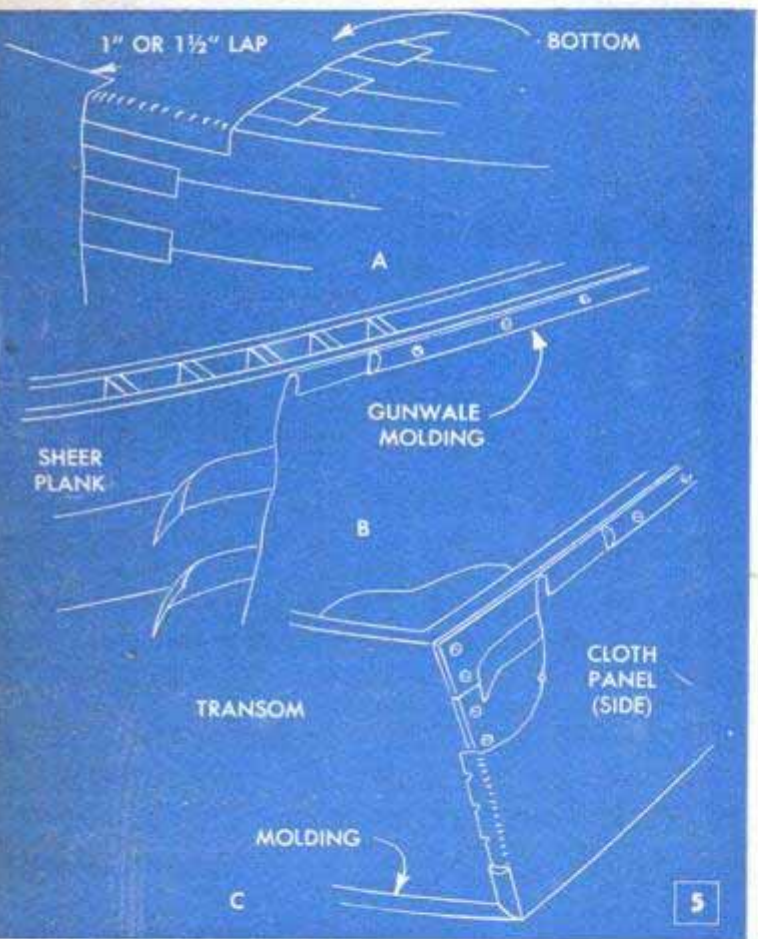 1" OR 1½" LAP
BOTTOM
A
GUNWALE
MOLDING
SHEER
PLANK
B
CLOTH
PANEL
(SIDE)
TRANSOM
MOLDING
C
5